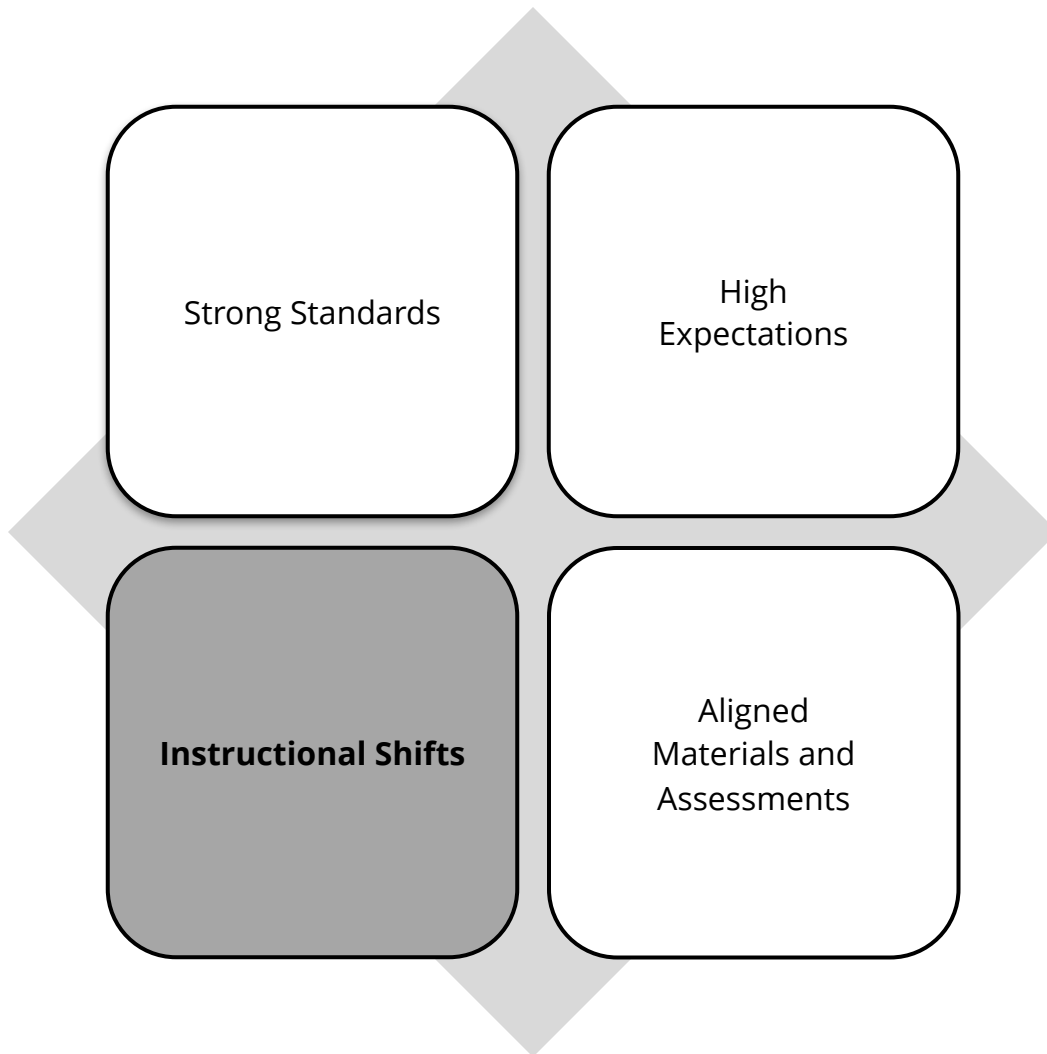 Strong Standards
High
Expectations
Instructional Shifts
Aligned
Materials and
Assessments